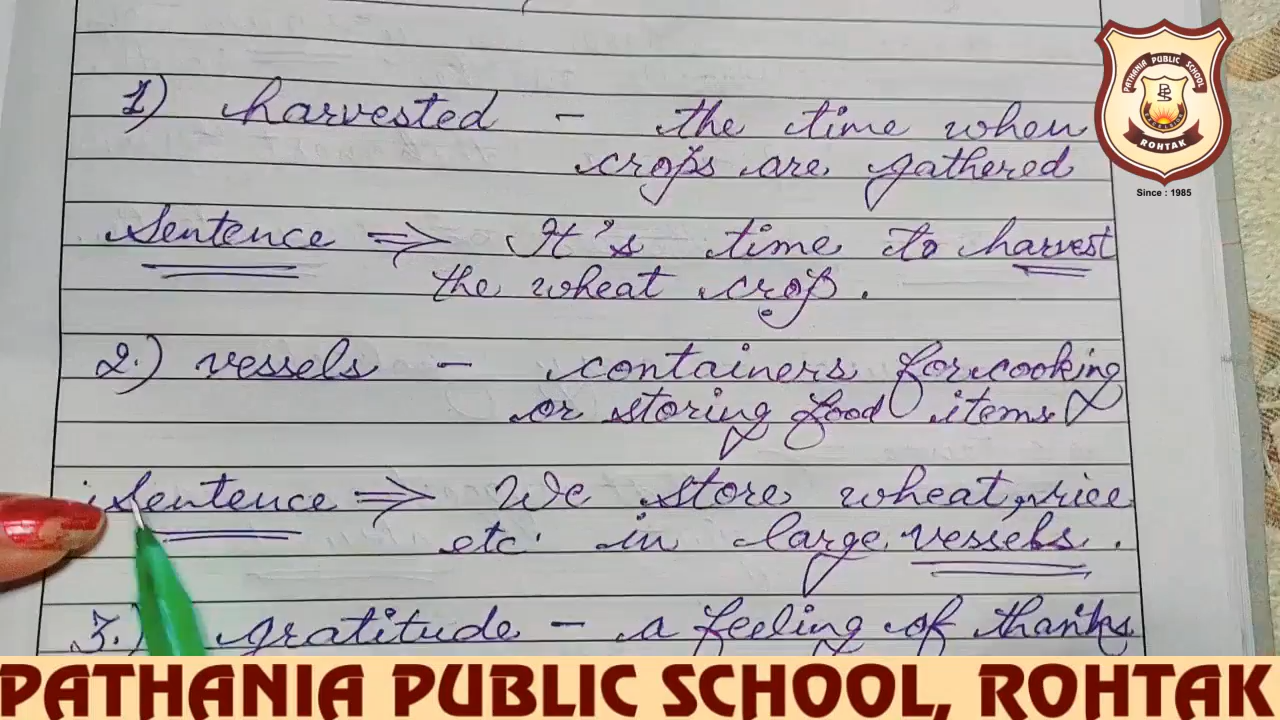 1) harvested - the time when
crops are gathered
Sentence ⇒ It's time to harvest
the wheat crop.
2.) vessels - containers for cooking
or storing food items
Sentence ⇒ We store wheat, rice
etc. in large vessels.
3.) gratitude - a feeling of thanks
PATHANIA PUBLIC SCHOOL
ROHTAK
Since : 1985
PATHANIA PUBLIC SCHOOL, ROHTAK